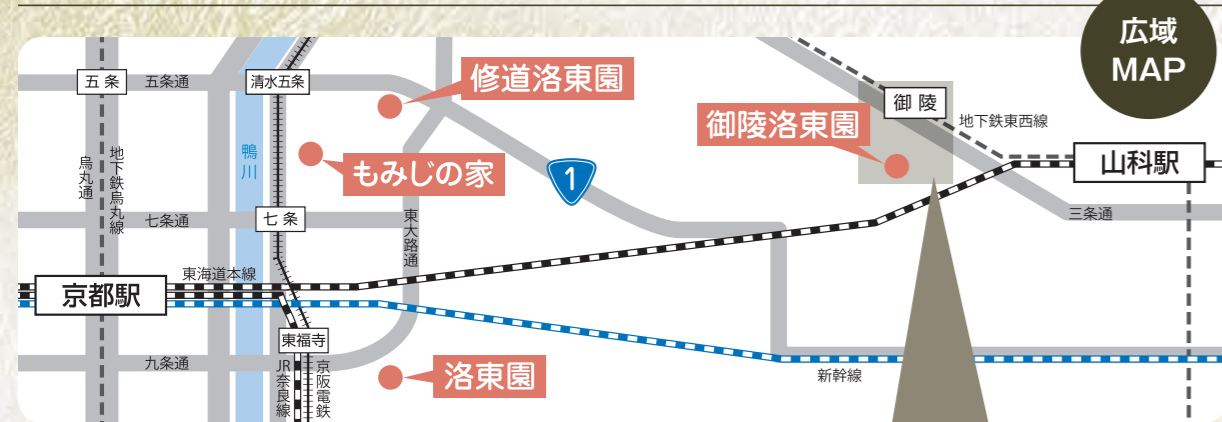 広域
MAP
五条
五条通
清水五条
修道洛東園
御陵
御陵洛東園
地下鉄東西線
烏丸通
地下鉄烏丸線
鴨川
もみじの家
1
山科駅
七条通
七条
東大路通
三条通
東海道本線
京都駅
東福寺
九条通
JR奈良線
京阪電鉄
洛東園
新幹線